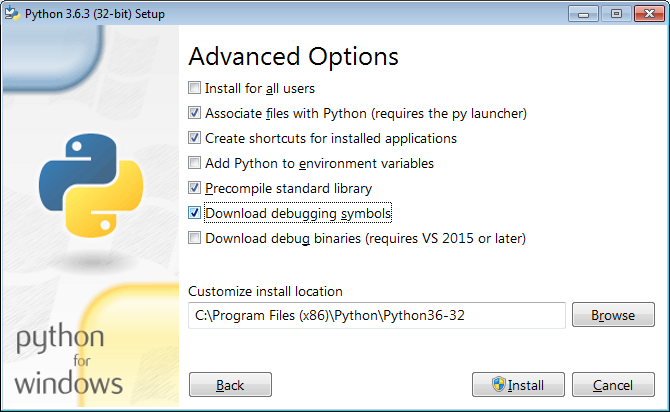 Python 3.6.3 (32-bit) Setup
Advanced Options
Install for all users
Associate files with Python (requires the py launcher)
Create shortcuts for installed applications
Add Python to environment variables
Precompile standard library
Download debugging symbols
Download debug binaries (requires VS 2015 or later)
Customize install location
C:\Program Files (x86)\Python\Python36-32
Browse
python
for
windows
Back
Install
Cancel